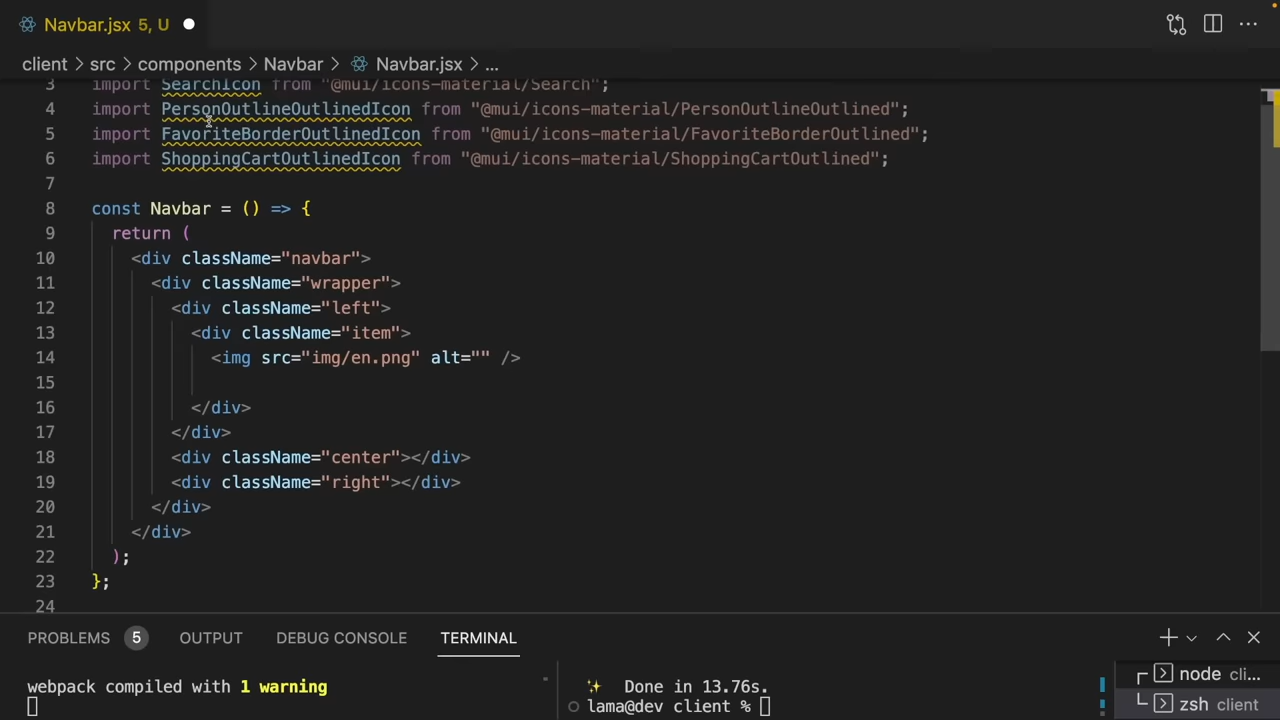 Navbar.jsx 5, U
client > src > components > Navbar > Navbar.jsx > ...
3 import SearchIcon from "@mui/icons-material/Search";
4 import PersonOutlineOutlinedIcon from "@mui/icons-material/PersonOutlineOutlined";
5 import FavoriteBorderOutlinedIcon from "@mui/icons-material/FavoriteBorderOutlined";
6 import ShoppingCartOutlinedIcon from "@mui/icons-material/ShoppingCartOutlined";
7
8 const Navbar = () => {
9 return (
10 <div className="navbar">
11 <div className="wrapper">
12 <div className="left">
13 <div className="item">
14 <img src="img/en.png" alt="" />
15
16 </div>
17 </div>
18 <div className="center"></div>
19 <div className="right"></div>
20 </div>
21 </div>
22 );
23 };
24
PROBLEMS 5 OUTPUT DEBUG CONSOLE TERMINAL
webpack compiled with 1 warning
✨ Done in 13.76s.
lama@dev client %
node cli...
zsh client